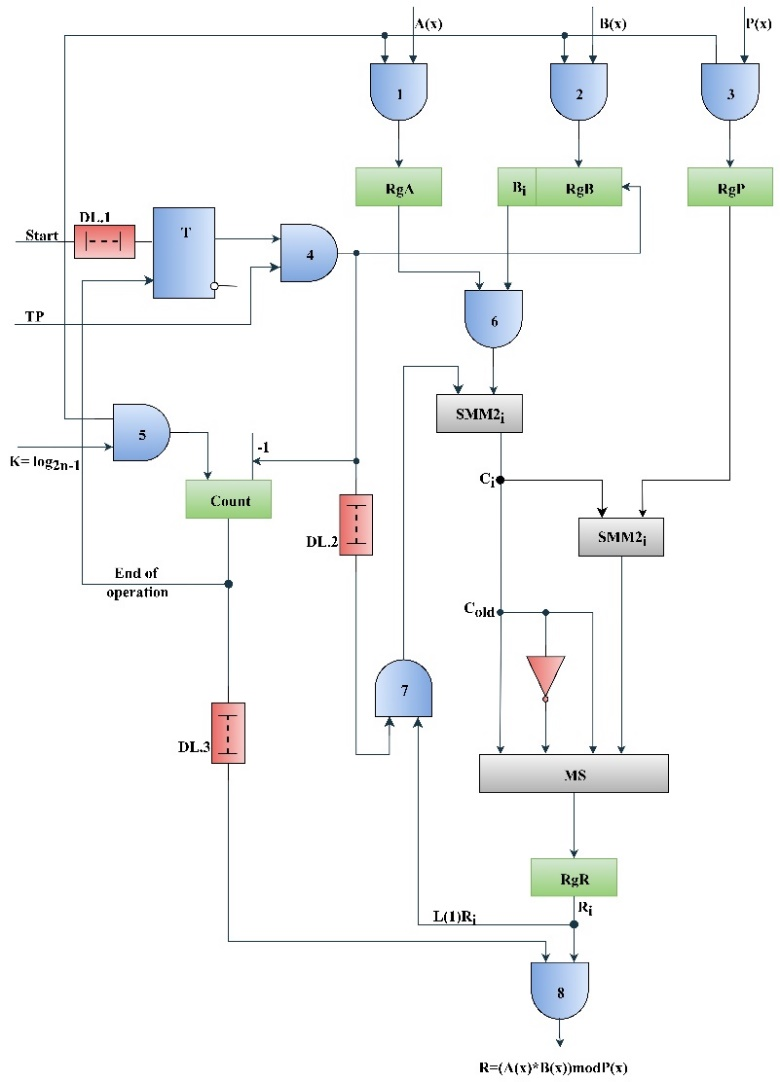 A(x) B(x) P(x)
1 2 3
RgA Bi RgB RgP
DL.1
Start T 4
TP 6
SMM2i
5 -1
K= log2n-1
Count Ci
DL.2 SMM2i
End of
operation
Cold
7
DL.3 MS
RgR
Ri
L(1)Ri
8
R=(A(x)*B(x))modP(x)